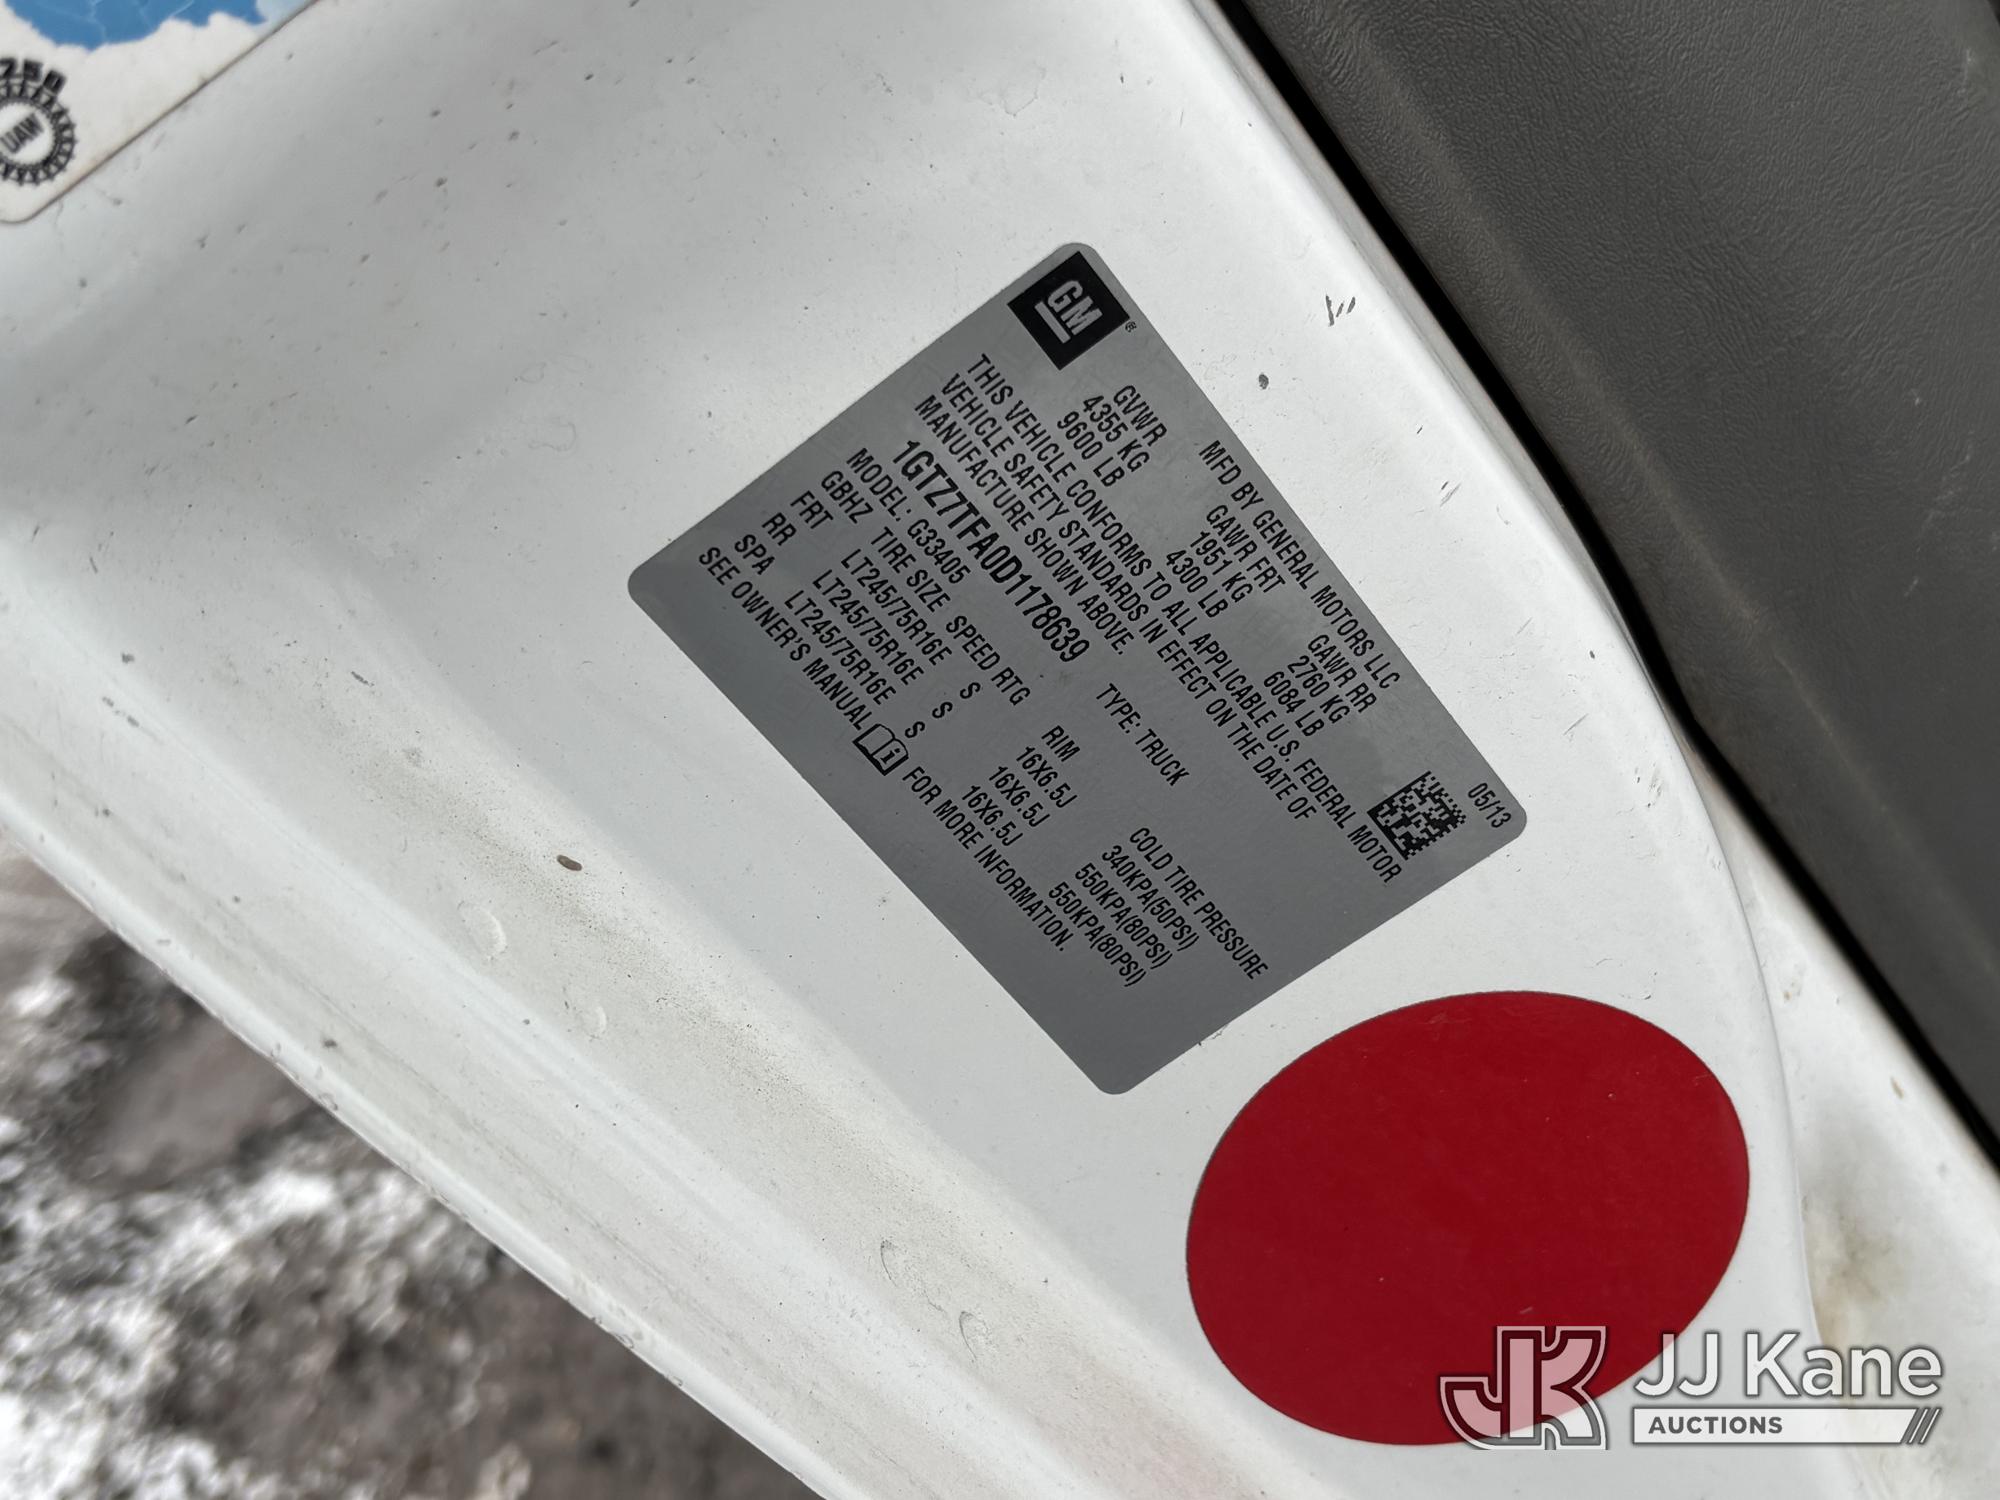 UAW
GM®
MFD BY GENERAL MOTORS LLC 05/13
GVWR GAWR FRT GAWR RR
4355 KG 1951 KG 2760 KG
9600 LB 4300 LB 6084 LB
THIS VEHICLE CONFORMS TO ALL APPLICABLE U.S. FEDERAL MOTOR
VEHICLE SAFETY STANDARDS IN EFFECT ON THE DATE OF
MANUFACTURE SHOWN ABOVE.
1GTZ7TFA0D1178639 TYPE: TRUCK
MODEL: G33405
GBHZ TIRE SIZE SPEED RTG RIM COLD TIRE PRESSURE
FRT LT245/75R16E S 16X6.5J 340KPA(50PSI)
RR LT245/75R16E S 16X6.5J 550KPA(80PSI)
SPA LT245/75R16E S 16X6.5J 550KPA(80PSI)
SEE OWNER'S MANUAL FOR MORE INFORMATION.
JK JJ Kane
AUCTIONS